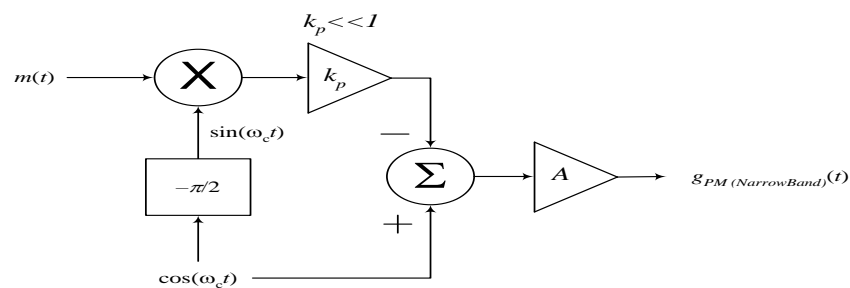 k_p<<1
m(t)
X
k_p
sin(ω_c t)
−
−π/2
Σ
A
g_PM (NarrowBand)(t)
+
cos(ω_c t)